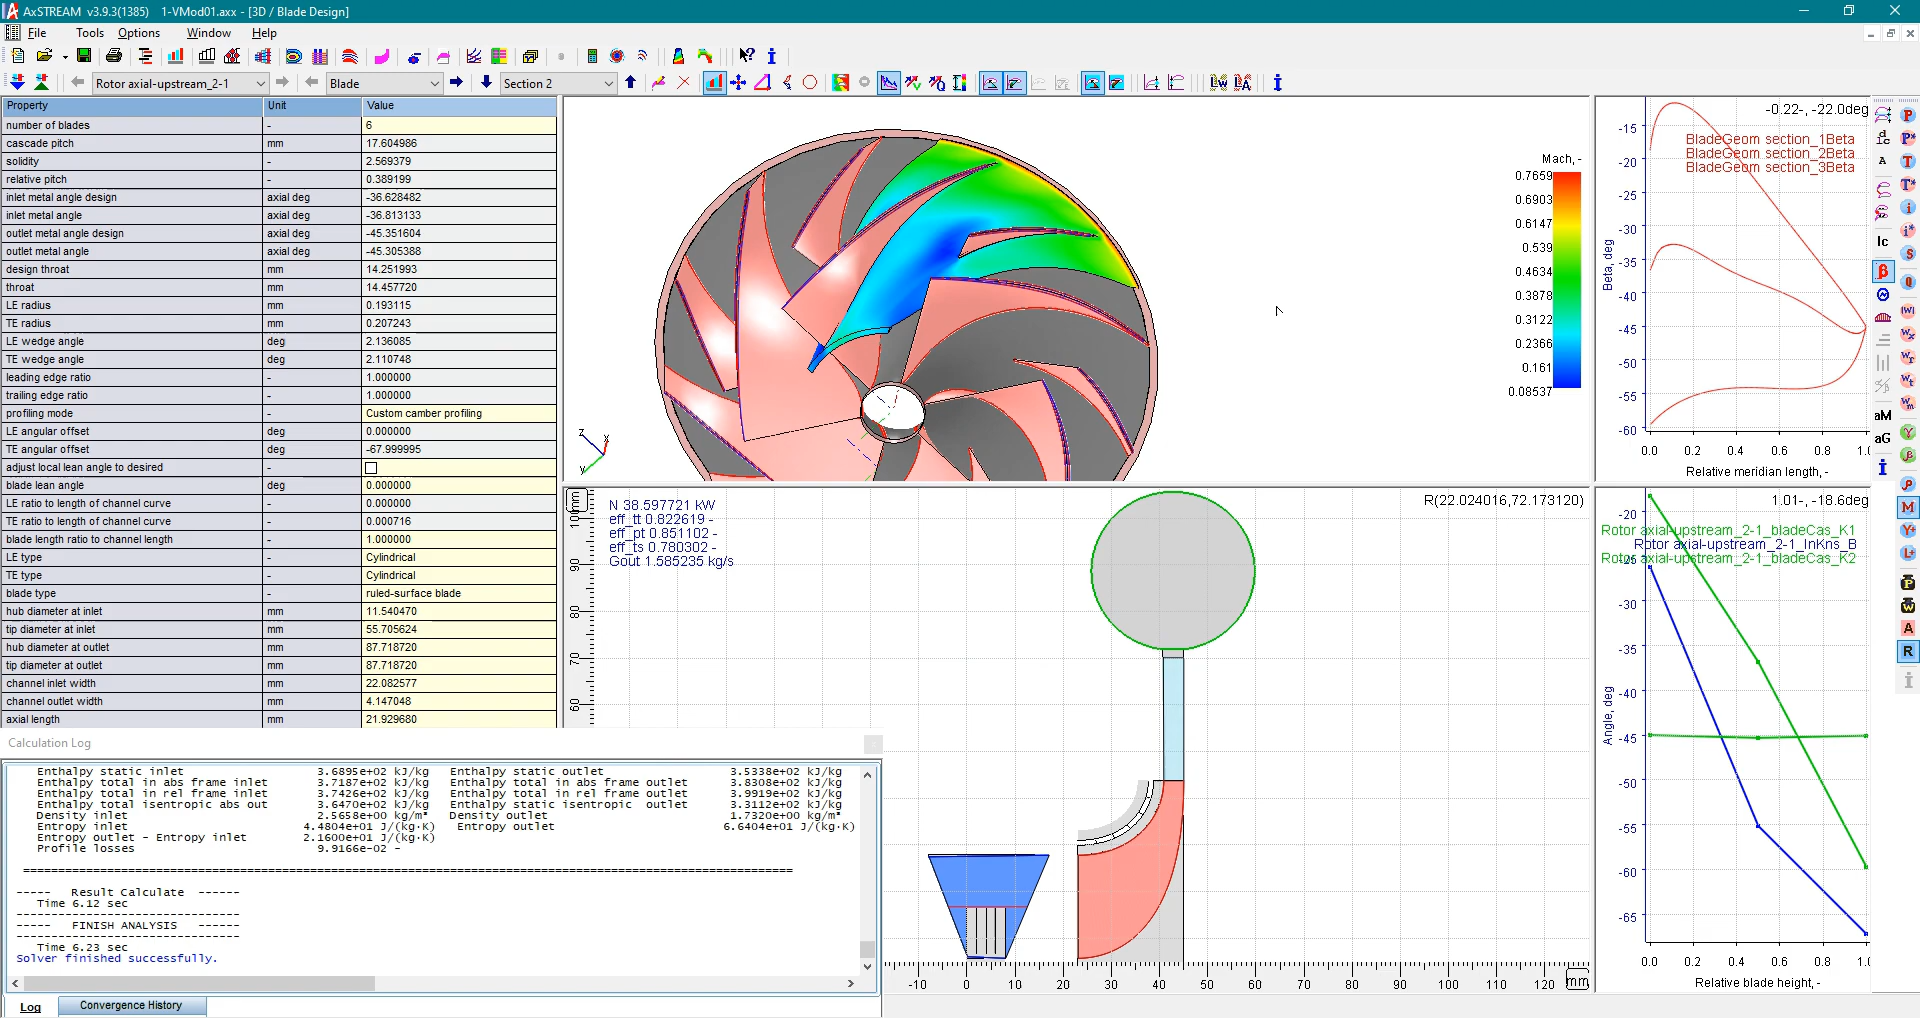 AxSTREAM v3.9.3(1385) 1-VMod01.axx - [3D / Blade Design]
File Tools Options Window Help
Rotor axial-upstream_2-1 Blade Section 2
Property Unit Value
number of blades - 6
cascade pitch mm 17.604986
solidity - 2.569379
relative pitch - 0.389199
inlet metal angle design axial deg -36.628482
inlet metal angle axial deg -36.813133
outlet metal angle design axial deg -45.351604
outlet metal angle axial deg -45.305388
design throat mm 14.251993
throat mm 14.457720
LE radius mm 0.193115
TE radius mm 0.207243
LE wedge angle deg 2.136085
TE wedge angle deg 2.110748
leading edge ratio - 1.000000
trailing edge ratio - 1.000000
profiling mode - Custom camber profiling
LE angular offset deg 0.000000
TE angular offset deg -67.999995
adjust local lean angle to desired -
blade lean angle deg 0.000000
LE ratio to length of channel curve - 0.000000
TE ratio to length of channel curve - 0.000716
blade length ratio to channel length - 1.000000
LE type - Cylindrical
TE type - Cylindrical
blade type - ruled-surface blade
hub diameter at inlet mm 11.540470
tip diameter at inlet mm 55.705624
hub diameter at outlet mm 87.718720
tip diameter at outlet mm 87.718720
channel inlet width mm 22.082577
channel outlet width mm 4.147048
axial length mm 21.929680
Mach, -
0.7659
0.6903
0.6147
0.539
0.4634
0.3878
0.3122
0.2366
0.161
0.08537
z x
y
-0.22-, -22.0deg
BladeGeom section_1Beta
BladeGeom section_2Beta
BladeGeom section_3Beta
Beta, deg
-15
-20
-25
-30
-35
-40
-45
-50
-55
-60
0.0 0.2 0.4 0.6 0.8 1.0
Relative meridian length, -
N 38.597721 kW
eff_tt 0.822619 -
eff_pt 0.851102 -
eff_ts 0.780302 -
Gout 1.585235 kg/s
R(22.024016,72.173120)
mm
100
90
80
70
60
-10 0 10 20 30 40 50 60 70 80 90 100 110 120 mm
1.01-, -18.6deg
Rotor axial-upstream_2-1_bladeCas_K1
Rotor axial-upstream_2-1_InKns_B
Rotor axial-upstream_2-1_bladeCas_K2
Angle, deg
-20
-25
-30
-35
-40
-45
-50
-55
-60
-65
0.0 0.2 0.4 0.6 0.8 1.0
Relative blade height, -
Calculation Log
Enthalpy static inlet 3.6895e+02 kJ/kg Enthalpy static outlet 3.5338e+02 kJ/kg
Enthalpy total in abs frame inlet 3.7187e+02 kJ/kg Enthalpy total in abs frame outlet 3.8308e+02 kJ/kg
Enthalpy total in rel frame inlet 3.7426e+02 kJ/kg Enthalpy total in rel frame outlet 3.9919e+02 kJ/kg
Enthalpy total isentropic abs out 3.6470e+02 kJ/kg Enthalpy static isentropic outlet 3.3112e+02 kJ/kg
Density inlet 2.5658e+00 kg/m³ Density outlet 1.7320e+00 kg/m³
Entropy inlet 4.4804e+01 J/(kg·K) Entropy outlet 6.6404e+01 J/(kg·K)
Entropy outlet - Entropy inlet 2.1600e+01 J/(kg·K)
Profile losses 9.9166e-02 -
----- Result Calculate ------
Time 6.12 sec
----- FINISH ANALYSIS ------
Time 6.23 sec
Solver finished successfully.
Log Convergence History